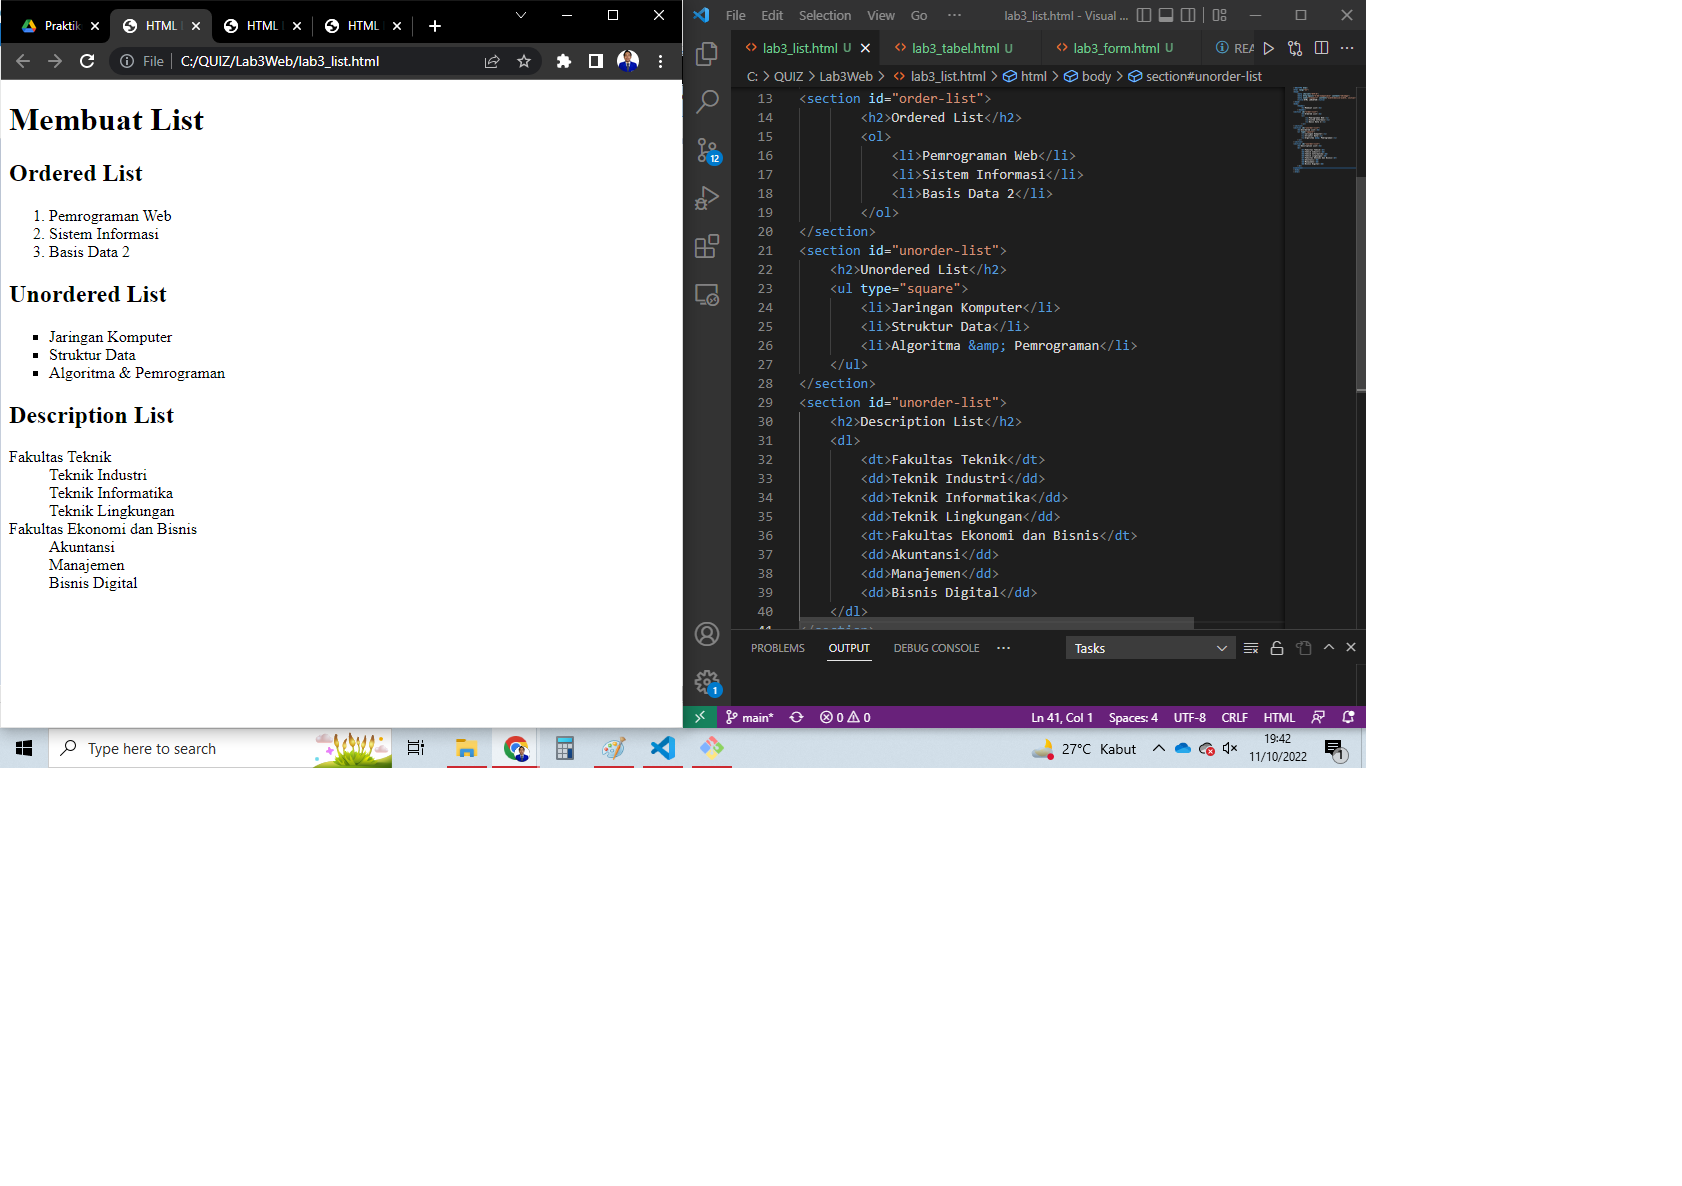 Praktik
HTML
HTML
HTML
File
C:/QUIZ/Lab3Web/lab3_list.html
Membuat List
Ordered List
1. Pemrograman Web
2. Sistem Informasi
3. Basis Data 2
Unordered List
Jaringan Komputer
Struktur Data
Algoritma & Pemrograman
Description List
Fakultas Teknik
Teknik Industri
Teknik Informatika
Teknik Lingkungan
Fakultas Ekonomi dan Bisnis
Akuntansi
Manajemen
Bisnis Digital
File Edit Selection View Go ··· lab3_list.html - Visual ...
lab3_list.html U lab3_tabel.html U lab3_form.html U REA
C: > QUIZ > Lab3Web > lab3_list.html > html > body > section#unorder-list
13 <section id="order-list">
14 <h2>Ordered List</h2>
15 <ol>
16 <li>Pemrograman Web</li>
17 <li>Sistem Informasi</li>
18 <li>Basis Data 2</li>
19 </ol>
20 </section>
21 <section id="unorder-list">
22 <h2>Unordered List</h2>
23 <ul type="square">
24 <li>Jaringan Komputer</li>
25 <li>Struktur Data</li>
26 <li>Algoritma &amp; Pemrograman</li>
27 </ul>
28 </section>
29 <section id="unorder-list">
30 <h2>Description List</h2>
31 <dl>
32 <dt>Fakultas Teknik</dt>
33 <dd>Teknik Industri</dd>
34 <dd>Teknik Informatika</dd>
35 <dd>Teknik Lingkungan</dd>
36 <dt>Fakultas Ekonomi dan Bisnis</dt>
37 <dd>Akuntansi</dd>
38 <dd>Manajemen</dd>
39 <dd>Bisnis Digital</dd>
40 </dl>
41 </section>
12
1
PROBLEMS OUTPUT DEBUG CONSOLE ··· Tasks
main* 0 0 Ln 41, Col 1 Spaces: 4 UTF-8 CRLF HTML
Type here to search
27°C Kabut
19:42
11/10/2022
1